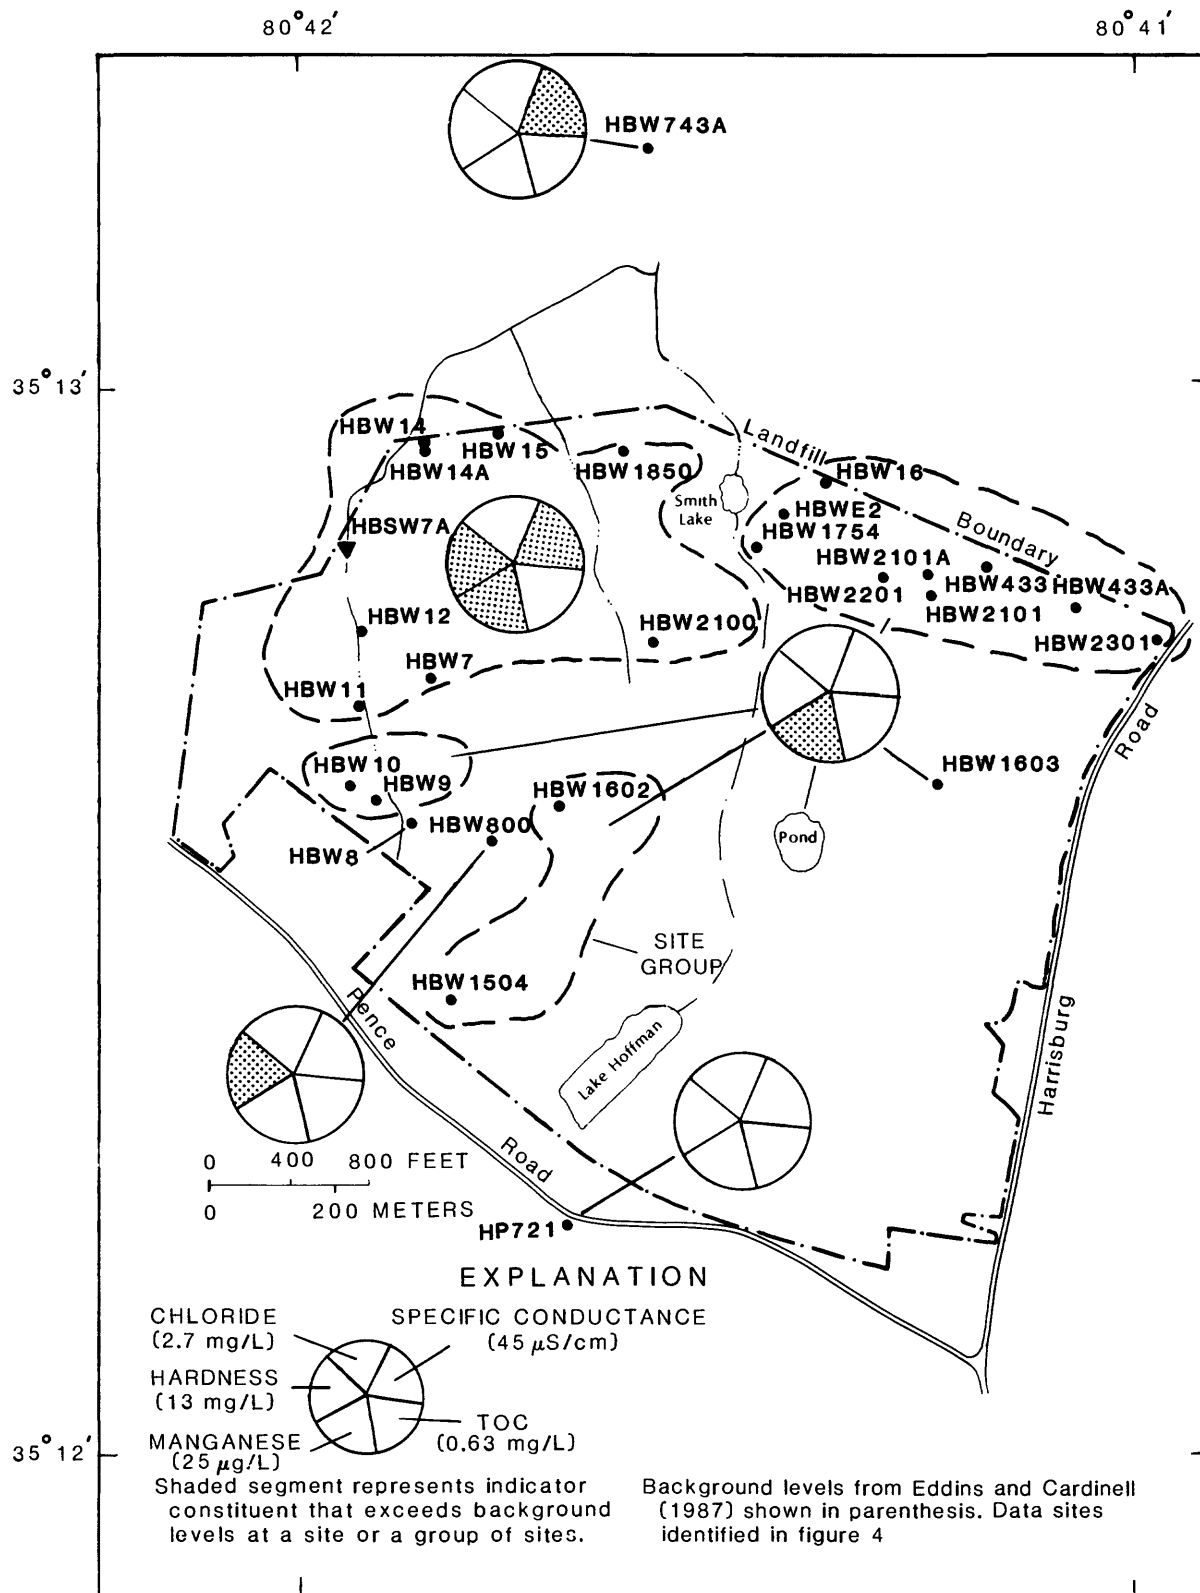 80°42′
80°41′
HBW743A
35°13′
HBW14
HBW15
HBW14A
HBW1850
Landfill
Boundary
HBW16
Smith
Lake
HBWE2
HBSW7A
HBW1754
HBW2101A
HBW433
HBW433A
HBW2201
HBW2101
HBW12
HBW2100
HBW2301
HBW7
HBW11
Road
HBW10
HBW9
HBW1602
HBW1603
HBW800
HBW8
Pond
SITE
GROUP
HBW1504
Pence
Lake Hoffman
Harrisburg
Road
0 400 800 FEET
0 200 METERS
HP721
EXPLANATION
CHLORIDE
(2.7 mg/L)
SPECIFIC CONDUCTANCE
(45 µS/cm)
HARDNESS
(13 mg/L)
TOC
(0.63 mg/L)
MANGANESE
(25 µg/L)
35°12′
Shaded segment represents indicator
constituent that exceeds background
levels at a site or a group of sites.
Background levels from Eddins and Cardinell
(1987) shown in parenthesis. Data sites
identified in figure 4